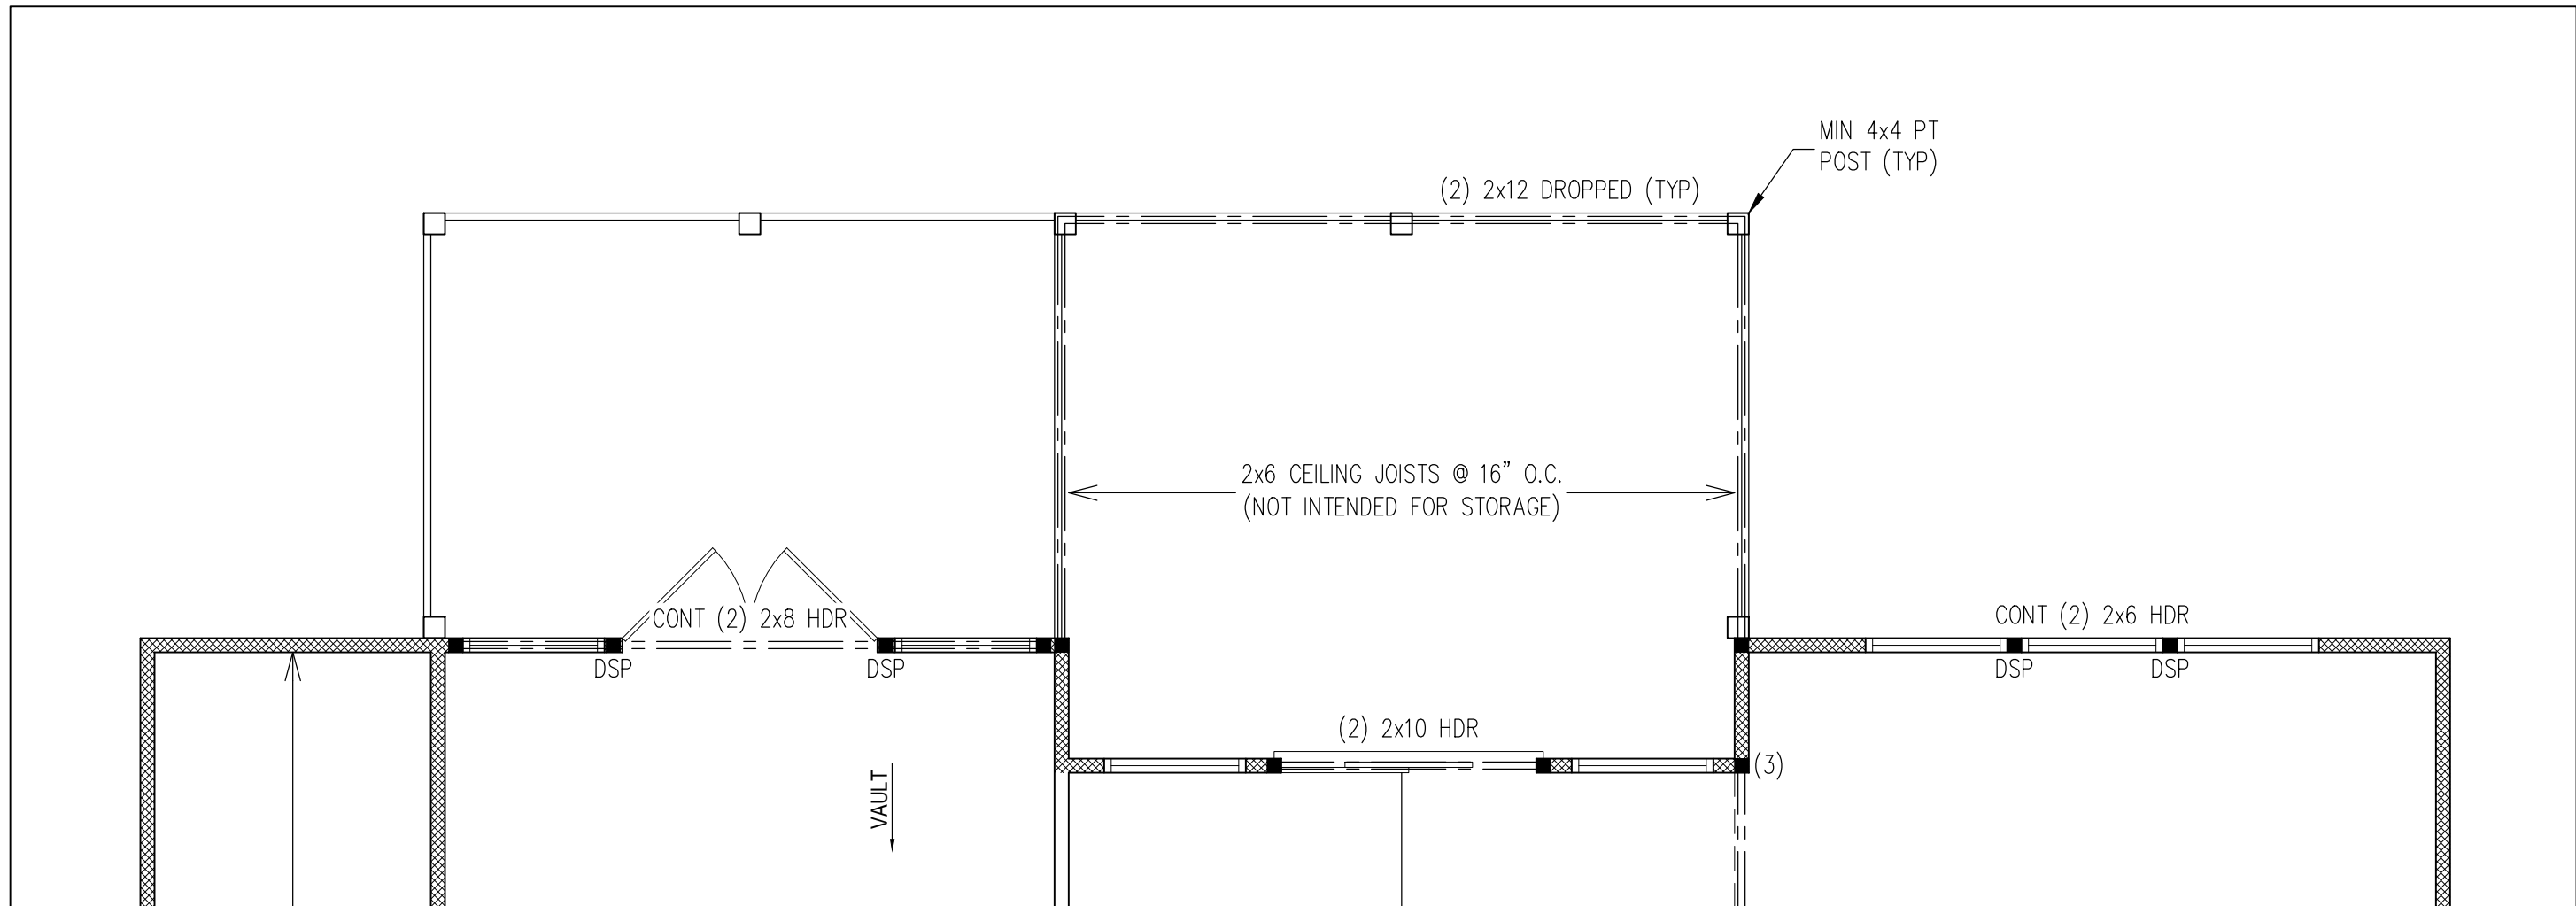 MIN 4x4 PT
POST (TYP)
(2) 2x12 DROPPED (TYP)
2x6 CEILING JOISTS @ 16" O.C.
(NOT INTENDED FOR STORAGE)
CONT (2) 2x8 HDR
CONT (2) 2x6 HDR
DSP
DSP
DSP
DSP
(2) 2x10 HDR
(3)
VAULT